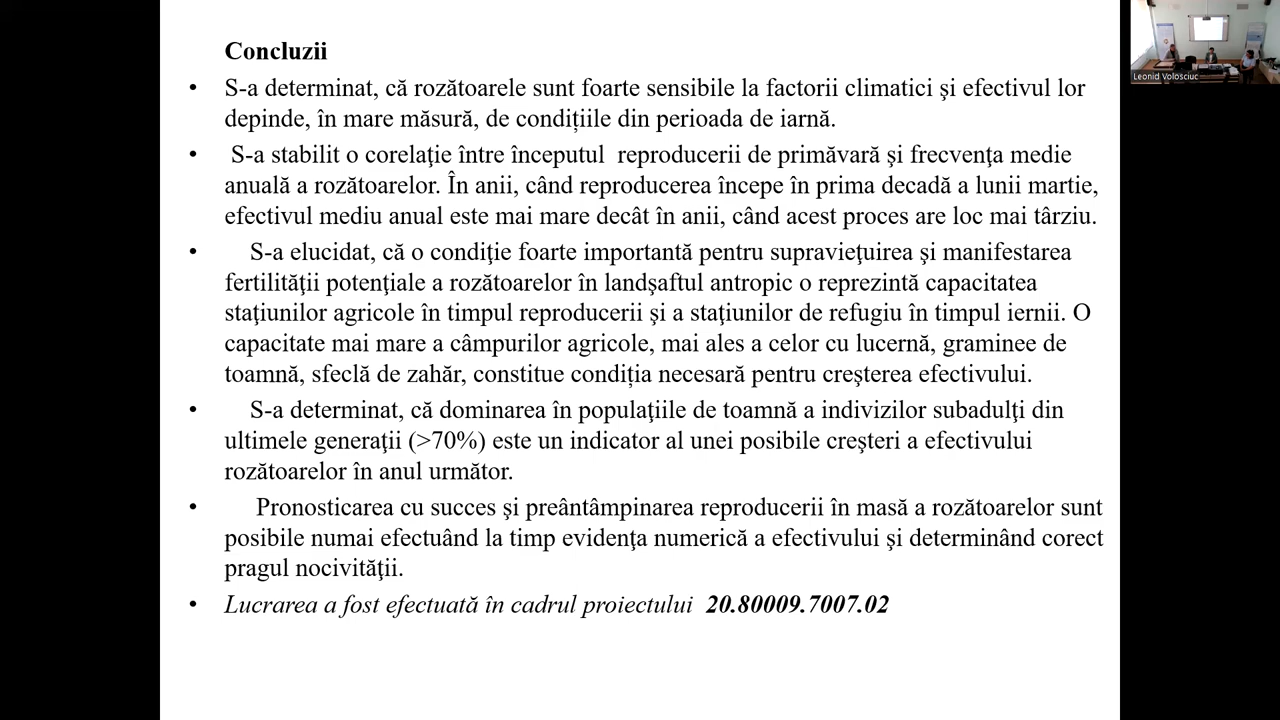 Concluzii
• S-a determinat, că rozătoarele sunt foarte sensibile la factorii climatici şi efectivul lor
depinde, în mare măsură, de condițiile din perioada de iarnă.
• S-a stabilit o corelaţie între începutul reproducerii de primăvară şi frecvenţa medie
anuală a rozătoarelor. În anii, când reproducerea începe în prima decadă a lunii martie,
efectivul mediu anual este mai mare decât în anii, când acest proces are loc mai târziu.
• S-a elucidat, că o condiţie foarte importantă pentru supravieţuirea şi manifestarea
fertilităţii potenţiale a rozătoarelor în landşaftul antropic o reprezintă capacitatea
staţiunilor agricole în timpul reproducerii şi a staţiunilor de refugiu în timpul iernii. O
capacitate mai mare a câmpurilor agricole, mai ales a celor cu lucernă, graminee de
toamnă, sfeclă de zahăr, constitue condiția necesară pentru creşterea efectivului.
• S-a determinat, că dominarea în populaţiile de toamnă a indivizilor subadulţi din
ultimele generaţii (>70%) este un indicator al unei posibile creşteri a efectivului
rozătoarelor în anul următor.
• Pronosticarea cu succes şi preântâmpinarea reproducerii în masă a rozătoarelor sunt
posibile numai efectuând la timp evidenţa numerică a efectivului şi determinând corect
pragul nocivităţii.
• Lucrarea a fost efectuată în cadrul proiectului 20.80009.7007.02
Leonid Volosciuc